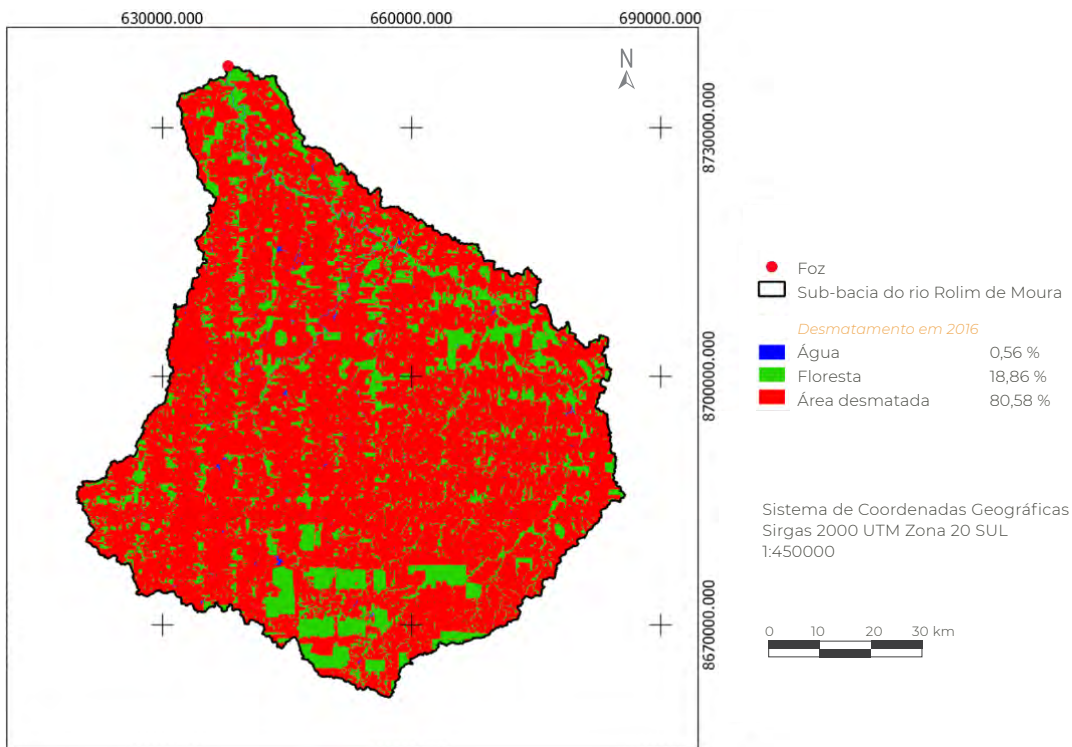 630000.000 660000.000 690000.000
N
8730000.000
8700000.000
8670000.000
Foz
Sub-bacia do rio Rolim de Moura
Desmatamento em 2016
Água 0,56 %
Floresta 18,86 %
Área desmatada 80,58 %
Sistema de Coordenadas Geográficas
Sirgas 2000 UTM Zona 20 SUL
1:450000
0 10 20 30 km